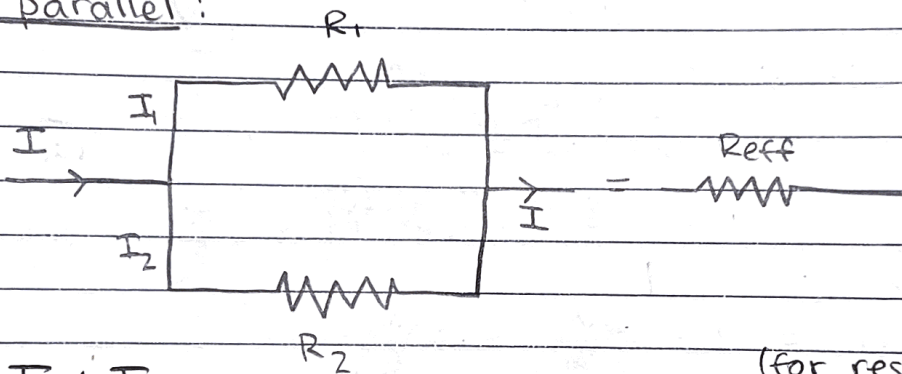 parallel:
R₁
I₁
I
Reff
=
I
I₂
R₂
(for res